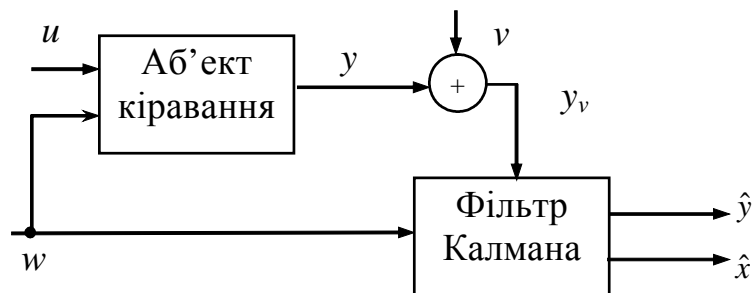 u
Аб’ект
кіравання
y
v
+
y_v
w
Фільтр
Калмана
ŷ
x̂